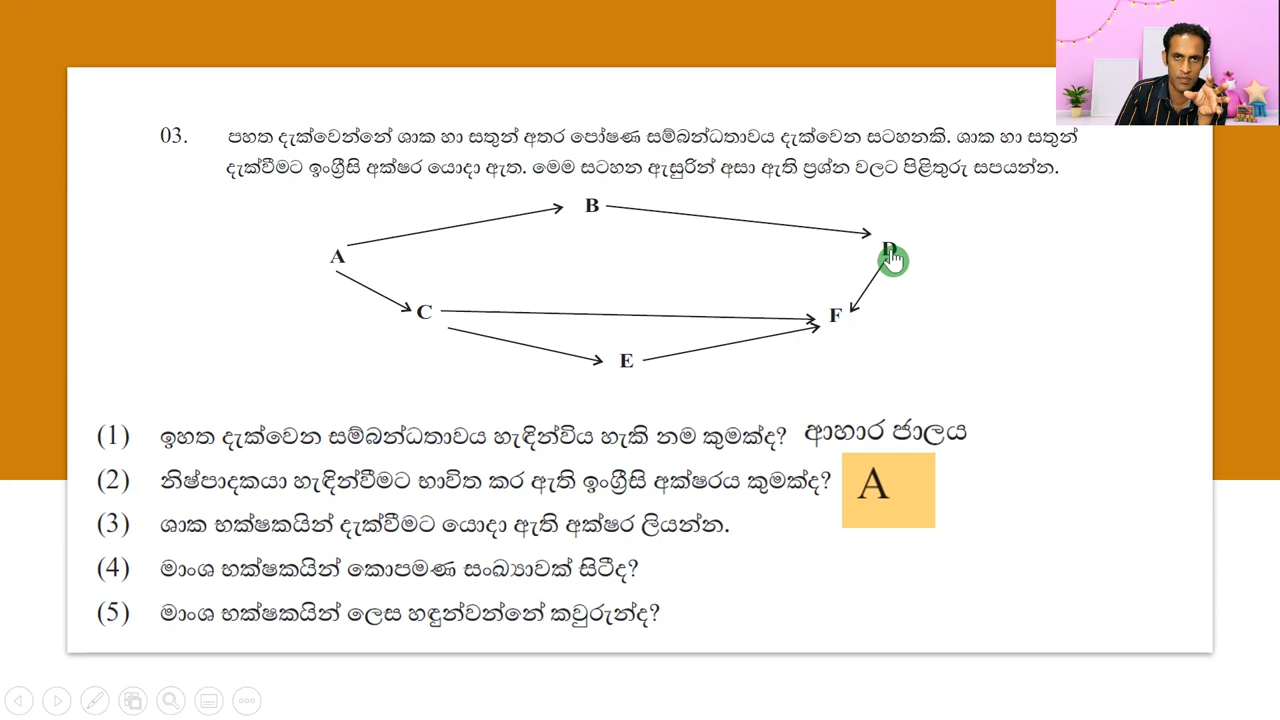 03. පහත දැක්වෙන්නේ ශාක හා සතුන් අතර පෝෂණ සම්බන්ධතාවය දැක්වෙන සටහනකි. ශාක හා සතුන්
දැක්වීමට ඉංග්‍රීසි අක්ෂර යොදා ඇත. මෙම සටහන ඇසුරින් අසා ඇති ප්‍රශ්න වලට පිළිතුරු සපයන්න.
B
D
A
C
F
E
(1) ඉහත දැක්වෙන සම්බන්ධතාවය හැඳින්විය හැකි නම කුමක්ද? ආහාර ජාලය
(2) නිෂ්පාදකයා හැඳින්වීමට භාවිත කර ඇති ඉංග්‍රීසි අක්ෂරය කුමක්ද? A
(3) ශාක භක්ෂකයින් දැක්වීමට යොදා ඇති අක්ෂර ලියන්න.
(4) මාංශ භක්ෂකයින් කොපමණ සංඛ්‍යාවක් සිටීද?
(5) මාංශ භක්ෂකයින් ලෙස හඳුන්වන්නේ කවුරුන්ද?